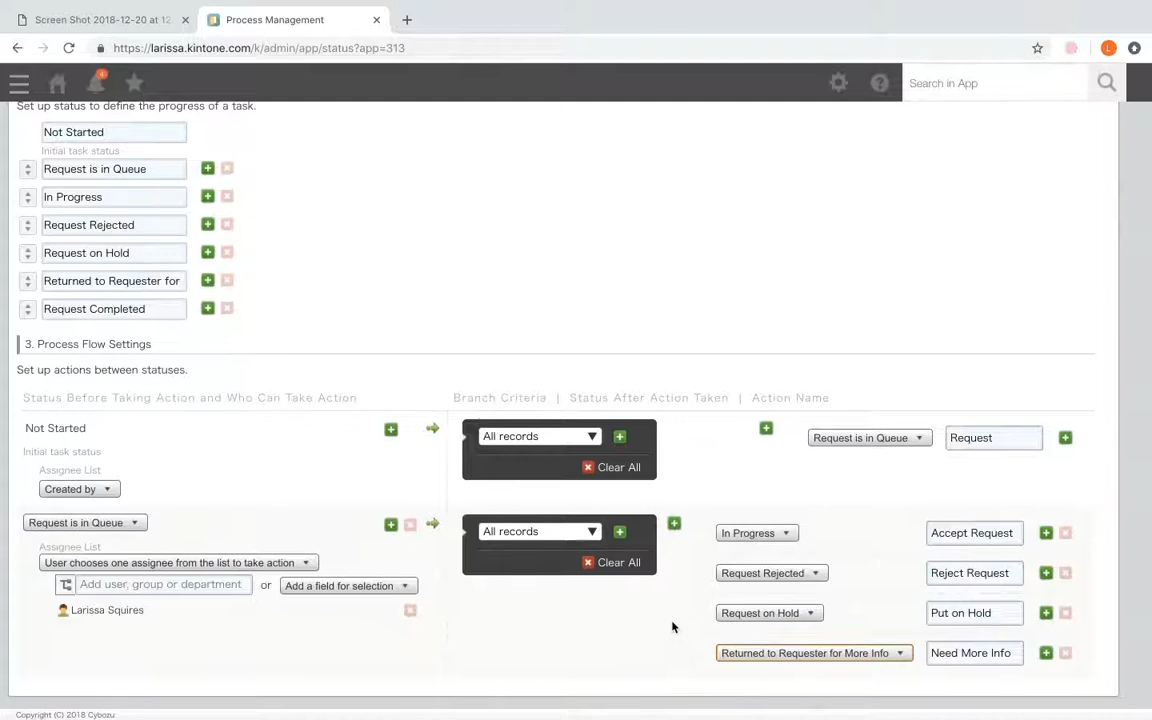 Screen Shot 2018-12-20 at 12
Process Management
https://larissa.kintone.com/k/admin/app/status?app=313
L
4
Search in App
Set up status to define the progress of a task.
Not Started
Initial task status
Request is in Queue
In Progress
Request Rejected
Request on Hold
Returned to Requester for
Request Completed
3. Process Flow Settings
Set up actions between statuses.
Status Before Taking Action and Who Can Take Action
Branch Criteria | Status After Action Taken | Action Name
Not Started
Initial task status
Assignee List
Created by
All records
Clear All
Request is in Queue
Request
Request is in Queue
Assignee List
User chooses one assignee from the list to take action
Add user, group or department or Add a field for selection
Larissa Squires
All records
Clear All
In Progress Accept Request
Request Rejected Reject Request
Request on Hold Put on Hold
Returned to Requester for More Info Need More Info
Copyright (C) 2018 Cybozu